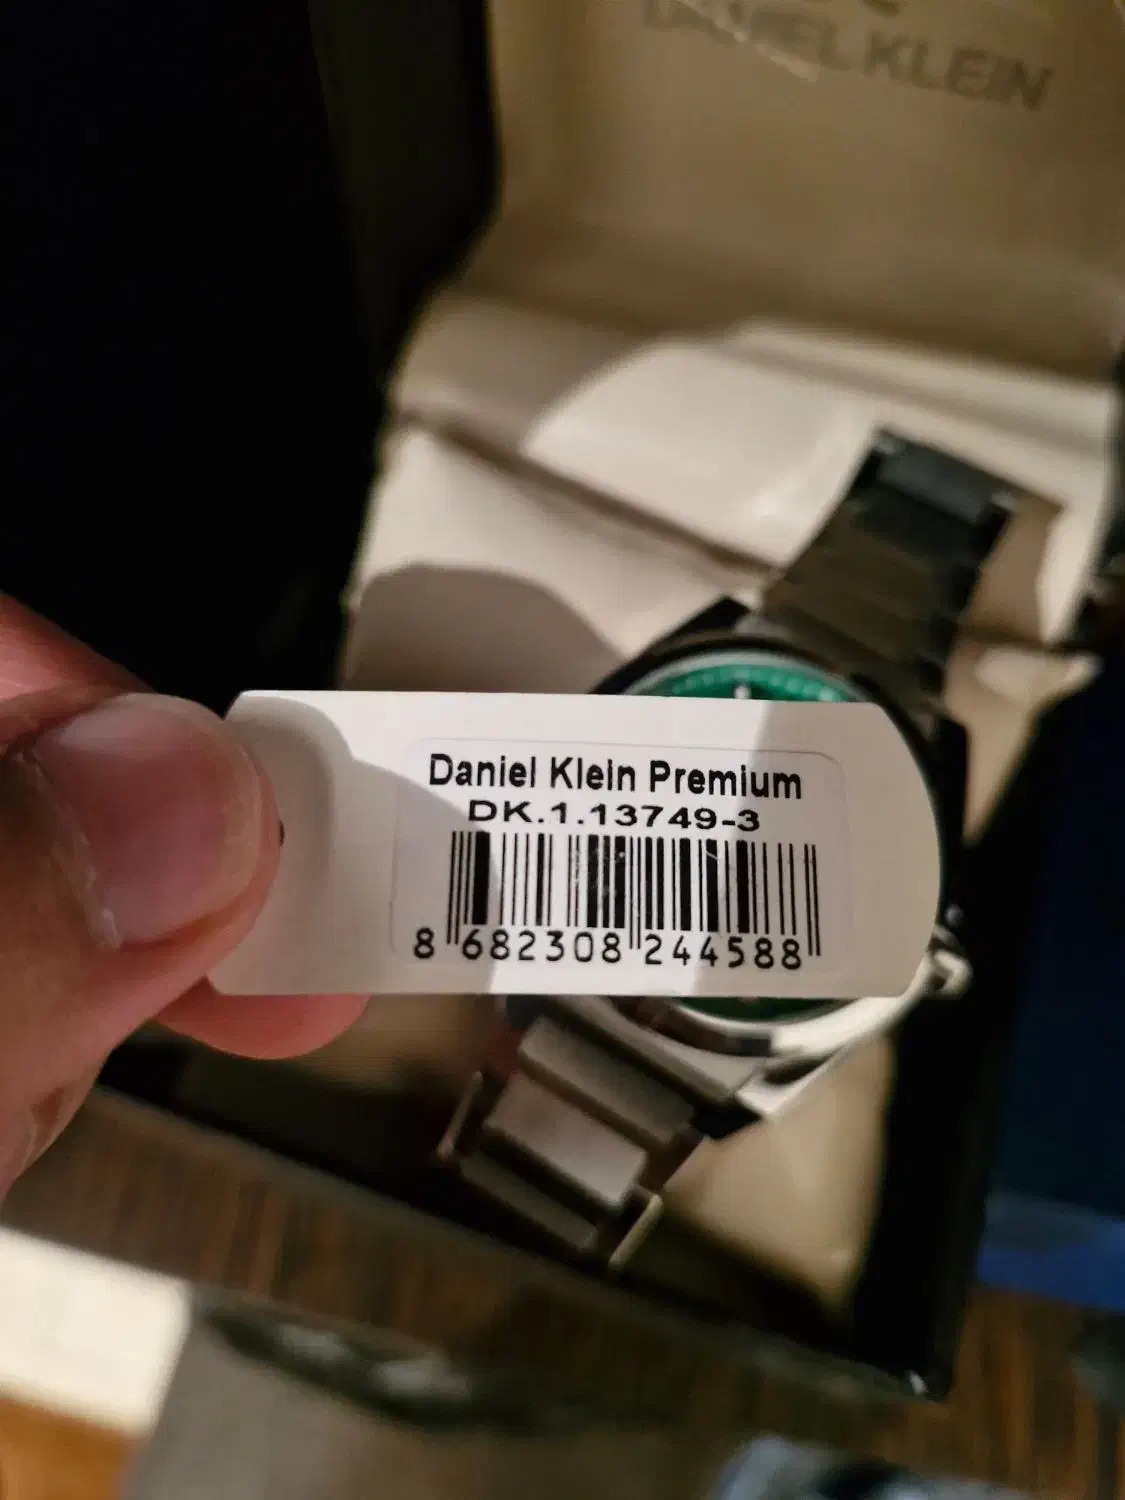 DANIEL KLEIN
Daniel Klein Premium
DK.1.13749-3
8 682308 244588